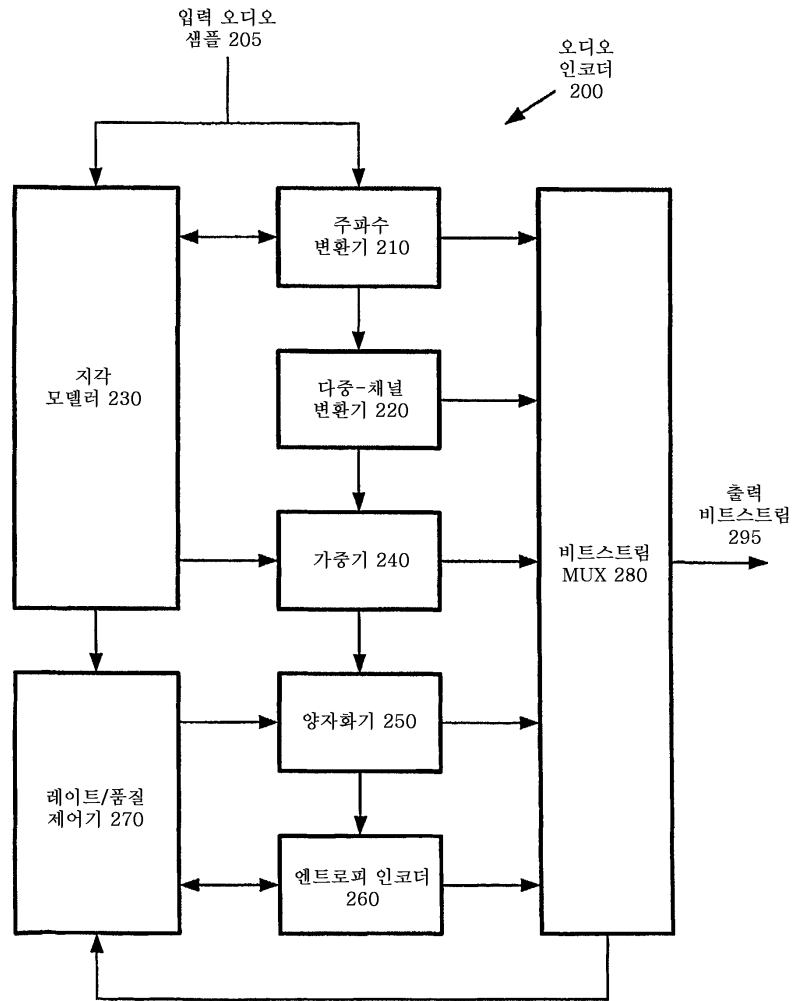 입력 오디오
샘플 205
오디오
인코더
200
주파수
변환기 210
지각
모델러 230
다중-채널
변환기 220
출력
비트스트림
295
가중기 240
비트스트림
MUX 280
양자화기 250
레이트/품질
제어기 270
엔트로피 인코더
260